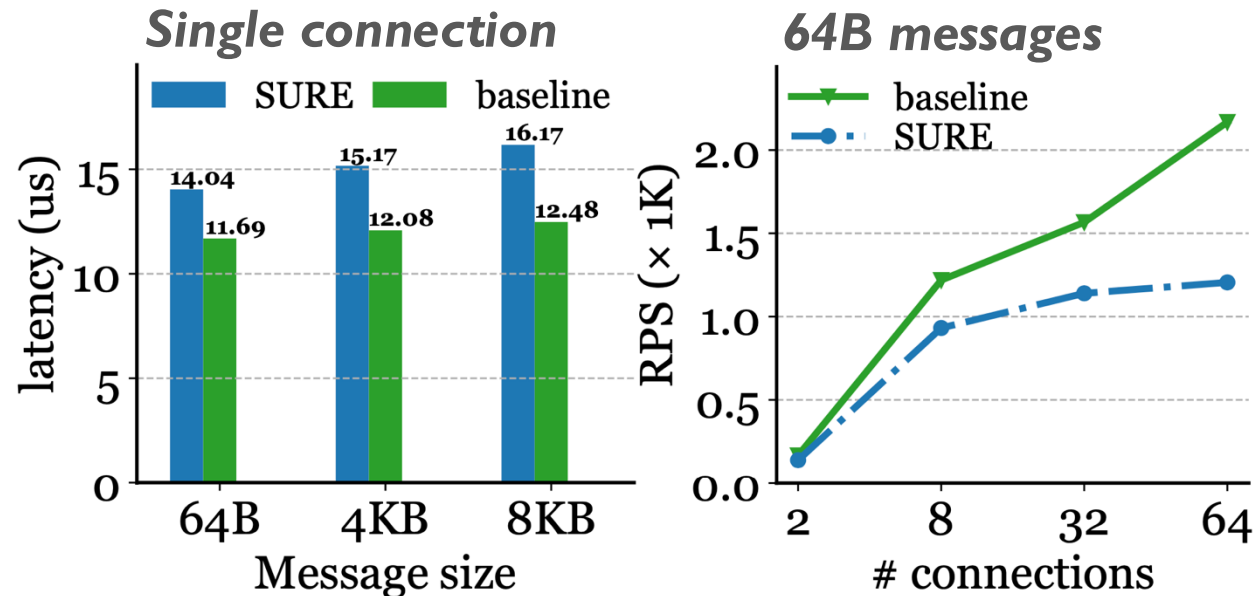 Single connection
SURE baseline
latency (us)
15
10
5
0
14.04
11.69
15.17
12.08
16.17
12.48
64B 4KB 8KB
Message size
64B messages
baseline
SURE
RPS (× 1K)
2.0
1.5
1.0
0.5
0.0
2 8 32 64
# connections